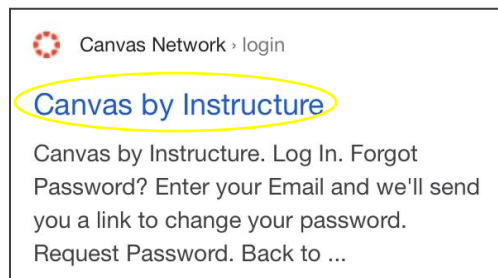 Canvas Network › login
Canvas by Instructure
Canvas by Instructure. Log In. Forgot
Password? Enter your Email and we'll send
you a link to change your password.
Request Password. Back to ...